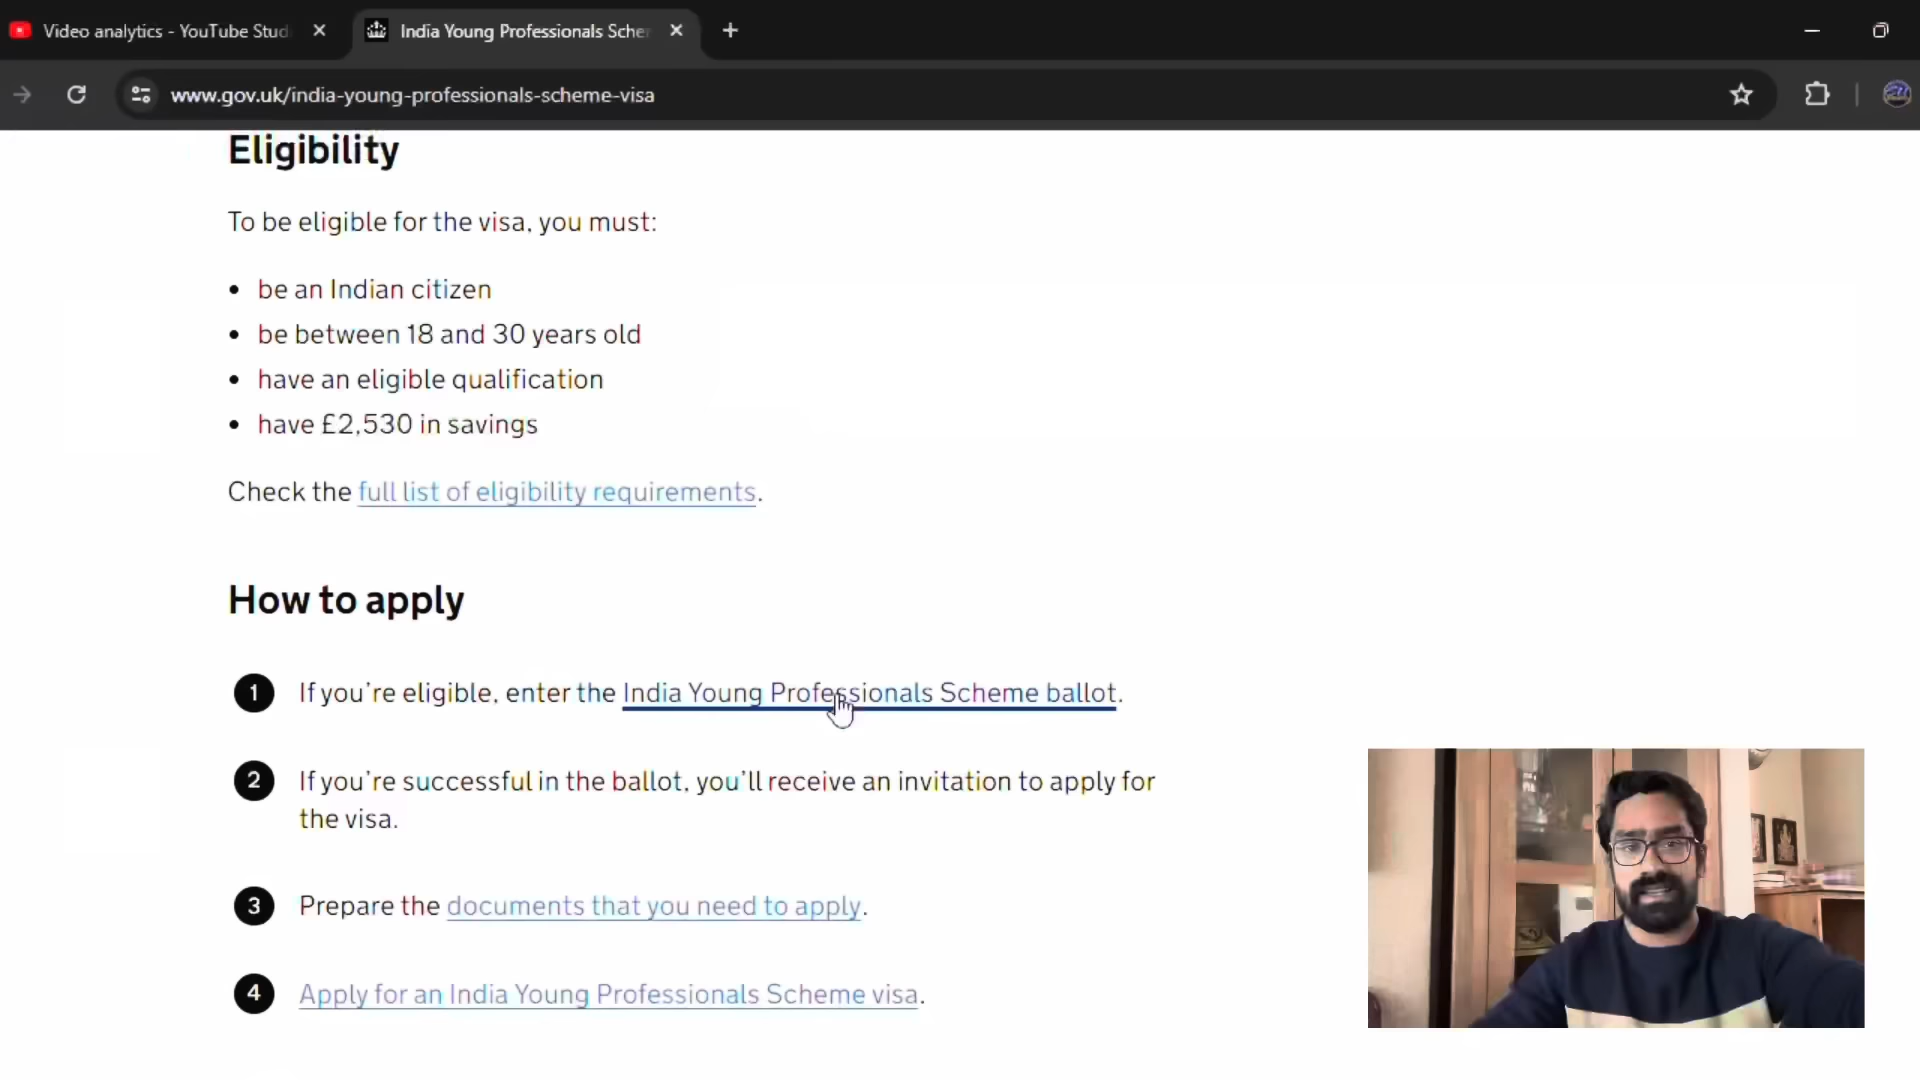 Video analytics - YouTube Stud
India Young Professionals Scher
www.gov.uk/india-young-professionals-scheme-visa
Eligibility
To be eligible for the visa, you must:
• be an Indian citizen
• be between 18 and 30 years old
• have an eligible qualification
• have £2,530 in savings
Check the full list of eligibility requirements.
How to apply
1 If you’re eligible, enter the India Young Professionals Scheme ballot.
2 If you’re successful in the ballot, you’ll receive an invitation to apply for
the visa.
3 Prepare the documents that you need to apply.
4 Apply for an India Young Professionals Scheme visa.